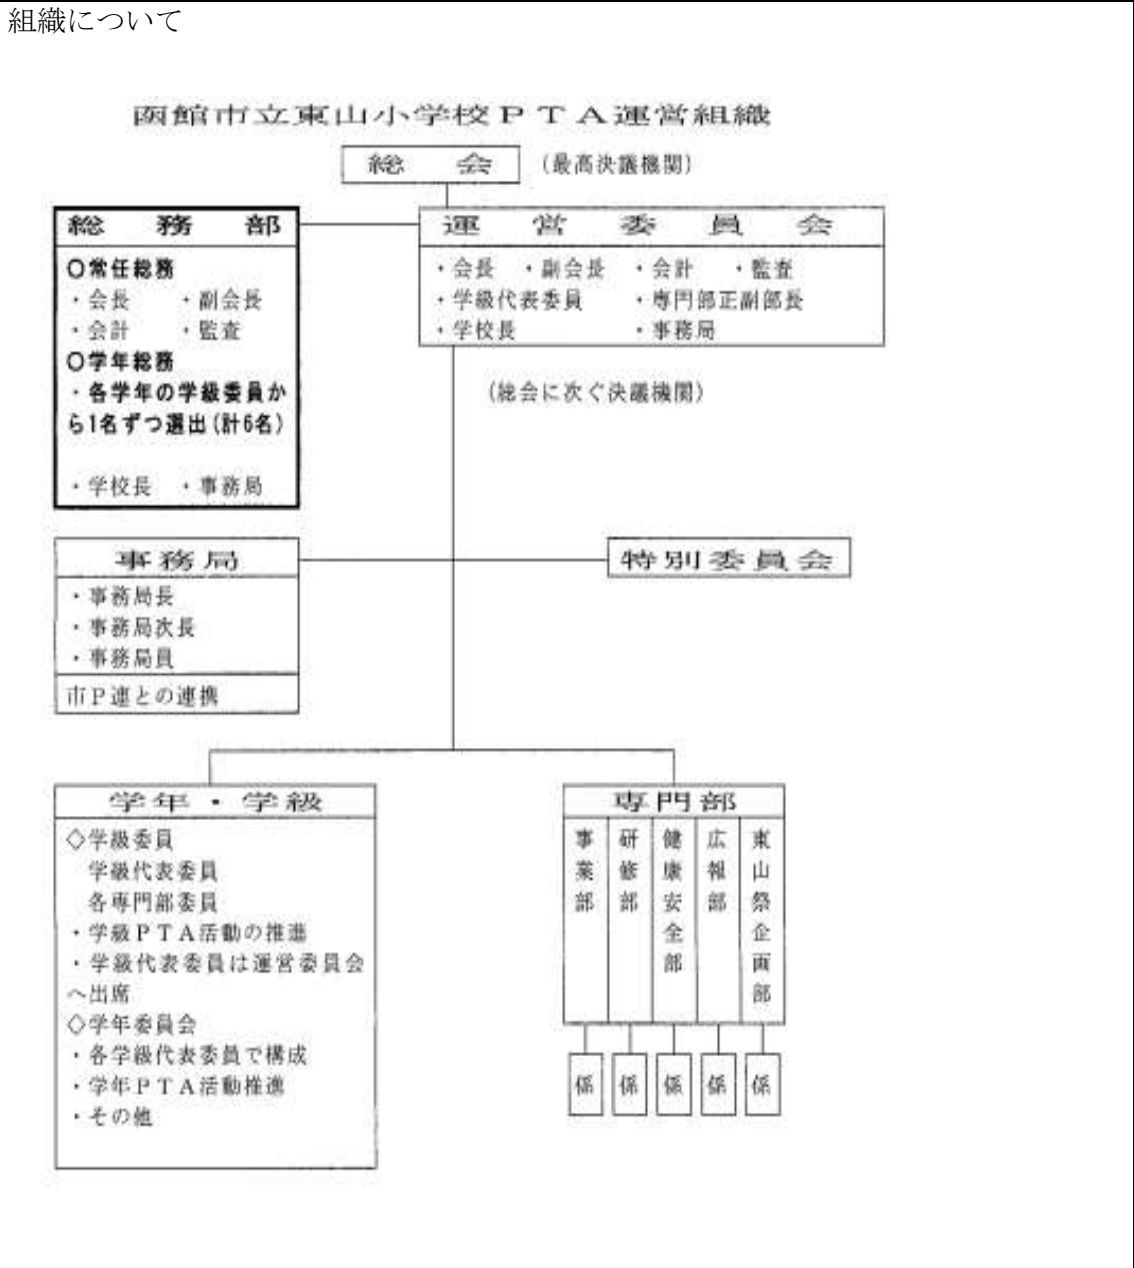 組織について
函館市立東山小学校ＰＴＡ運営組織
総　会　(最高決議機関)
総　務　部
○常任総務
・会長　・副会長
・会計　・監査
○学年総務
・各学年の学級委員か
ら1名ずつ選出(計6名)
・学校長　・事務局
運　営　委　員　会
・会長　・副会長　・会計　・監査
・学級代表委員　・専門部正副部長
・学校長　・事務局
(総会に次ぐ決議機関)
事務局
・事務局長
・事務局次長
・事務局員
市Ｐ連との連携
特別委員会
学年・学級
◇学級委員
学級代表委員
各専門部委員
・学級ＰＴＡ活動の推進
・学級代表委員は運営委員会
へ出席
◇学年委員会
・各学級代表委員で構成
・学年ＰＴＡ活動推進
・その他
専門部
事業部
研修部
健康安全部
広報部
東山祭企画部
係
係
係
係
係